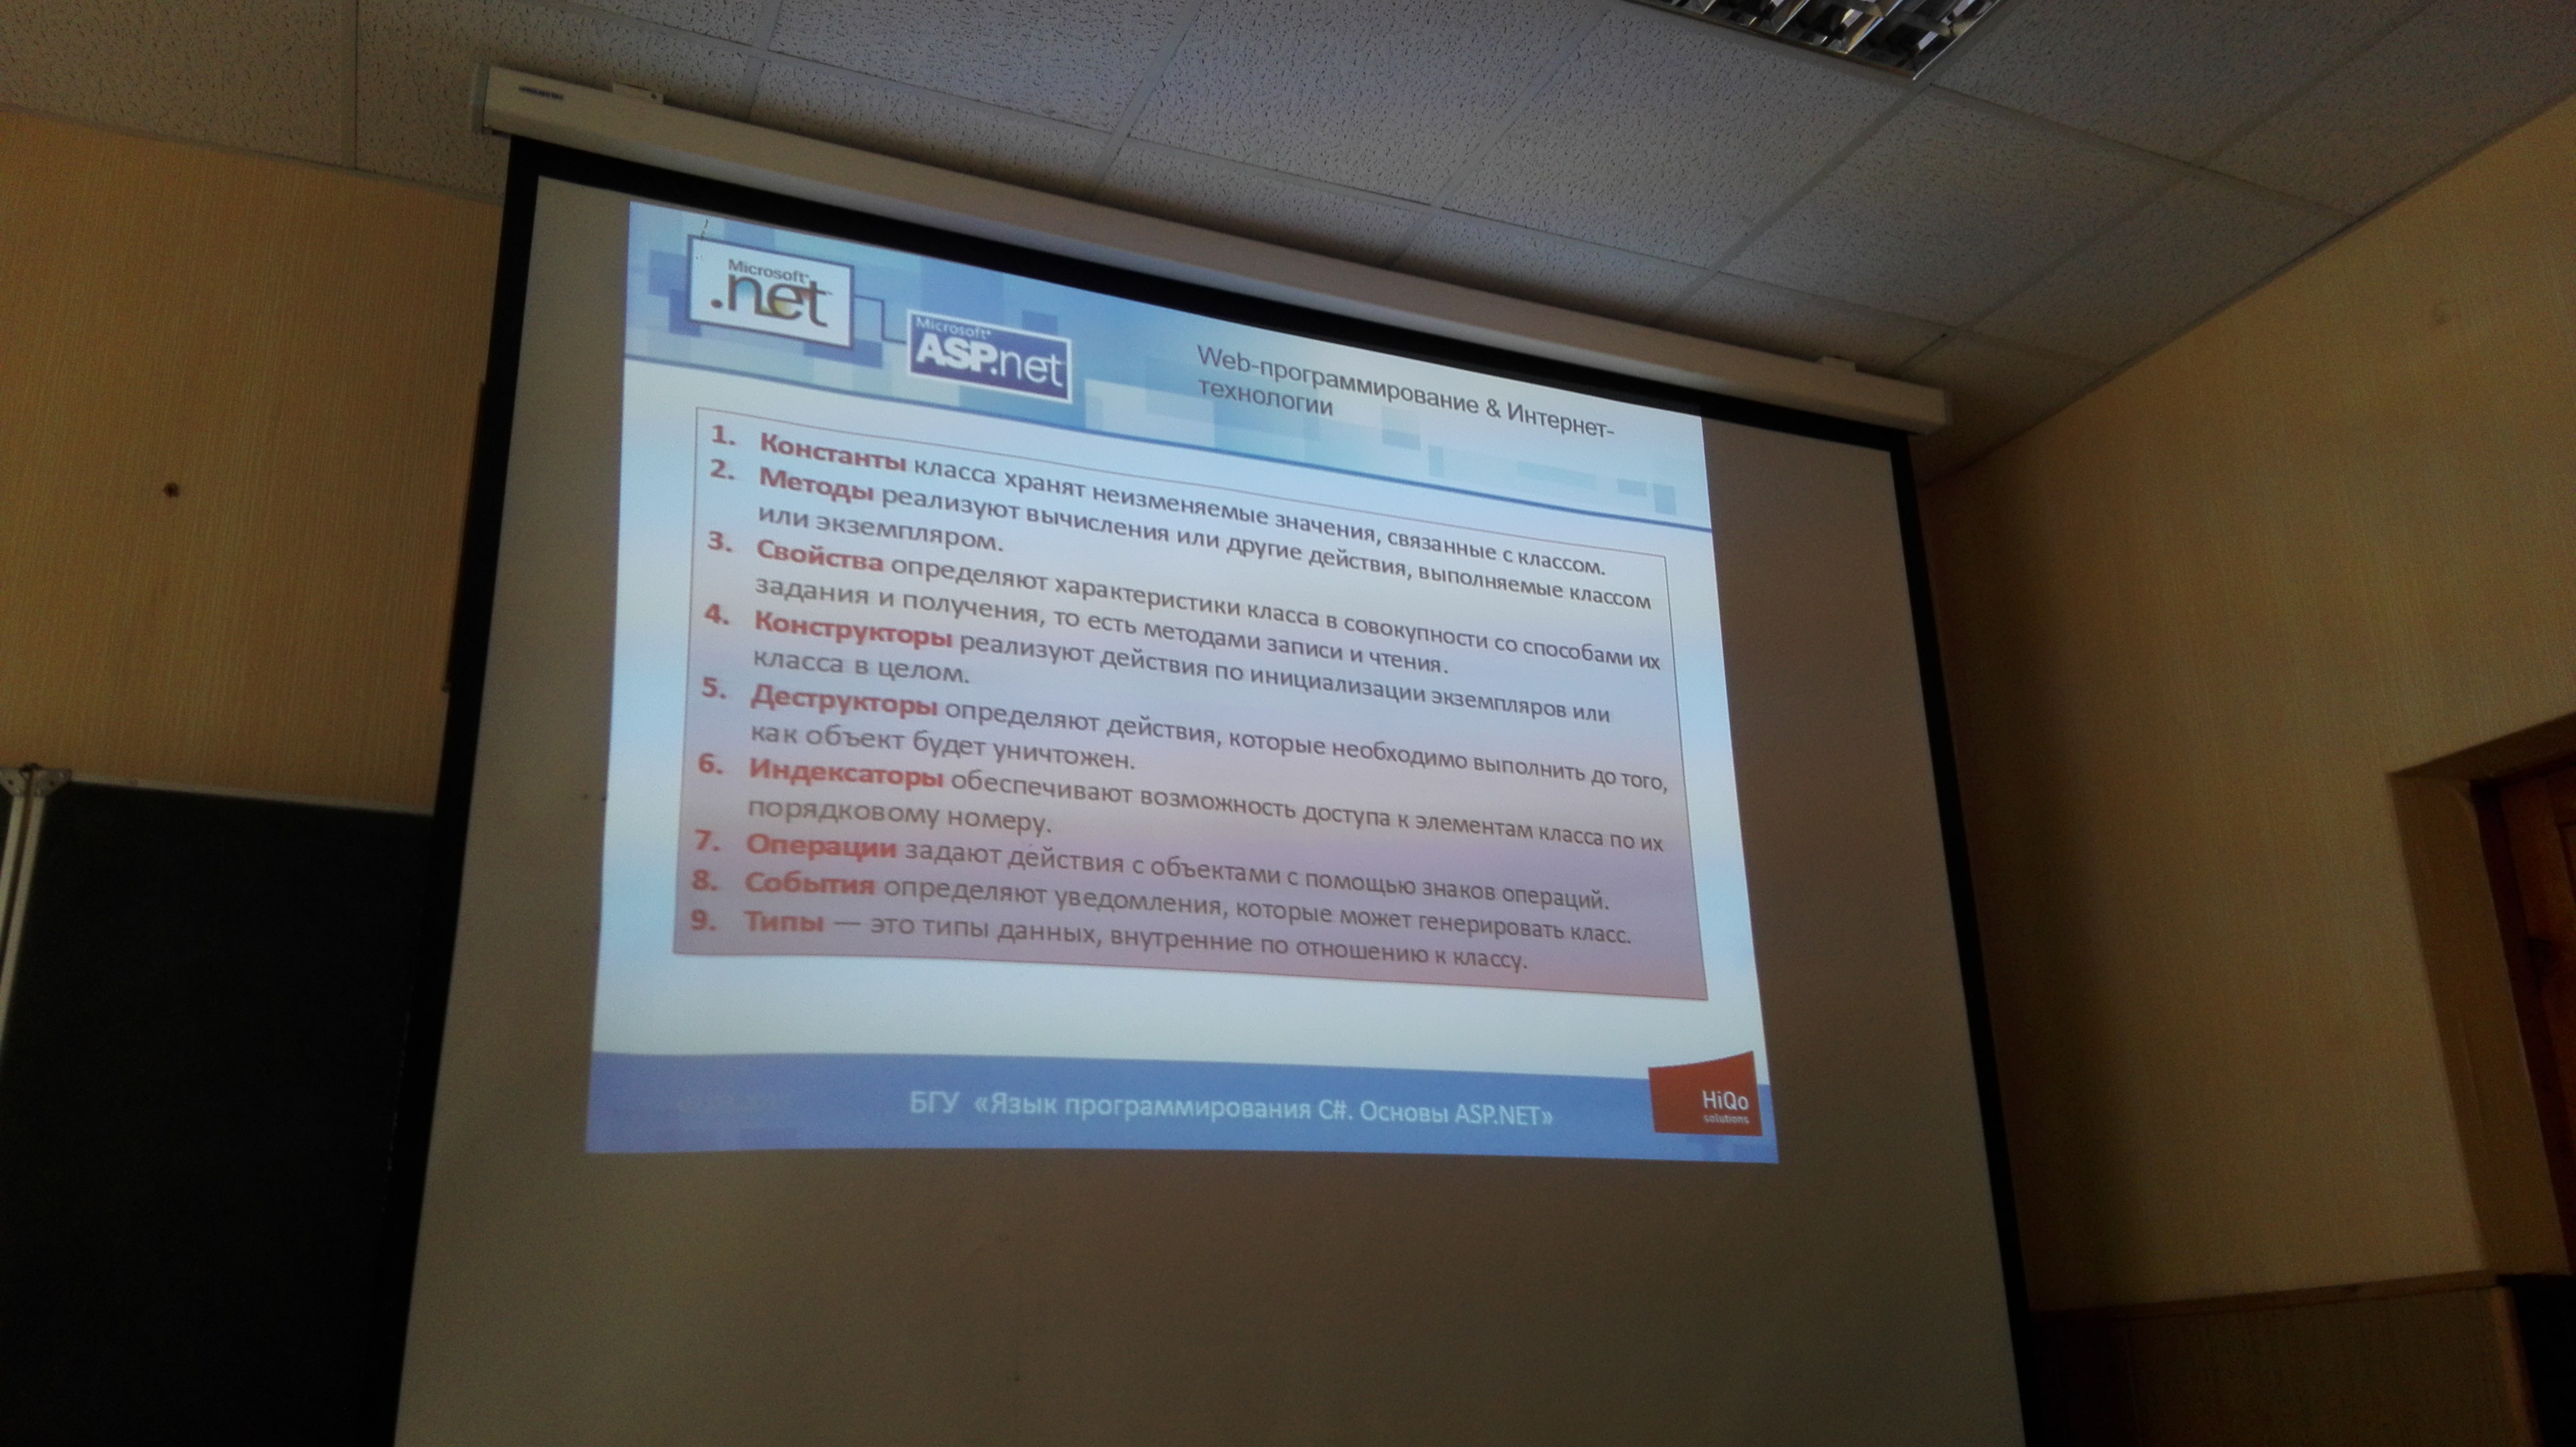 Microsoft
.net
Microsoft
ASP.net
Web-программирование & Интернет-
технологии
1. Константы класса хранят неизменяемые значения, связанные с классом.
2. Методы реализуют вычисления или другие действия, выполняемые классом
или экземпляром.
3. Свойства определяют характеристики класса в совокупности со способами их
задания и получения, то есть методами записи и чтения.
4. Конструкторы реализуют действия по инициализации экземпляров или
класса в целом.
5. Деструкторы определяют действия, которые необходимо выполнить до того,
как объект будет уничтожен.
6. Индексаторы обеспечивают возможность доступа к элементам класса по их
порядковому номеру.
7. Операции задают действия с объектами с помощью знаков операций.
8. События определяют уведомления, которые может генерировать класс.
9. Типы — это типы данных, внутренние по отношению к классу.
БГУ «Язык программирования C#. Основы ASP.NET»
HiQo
solutions